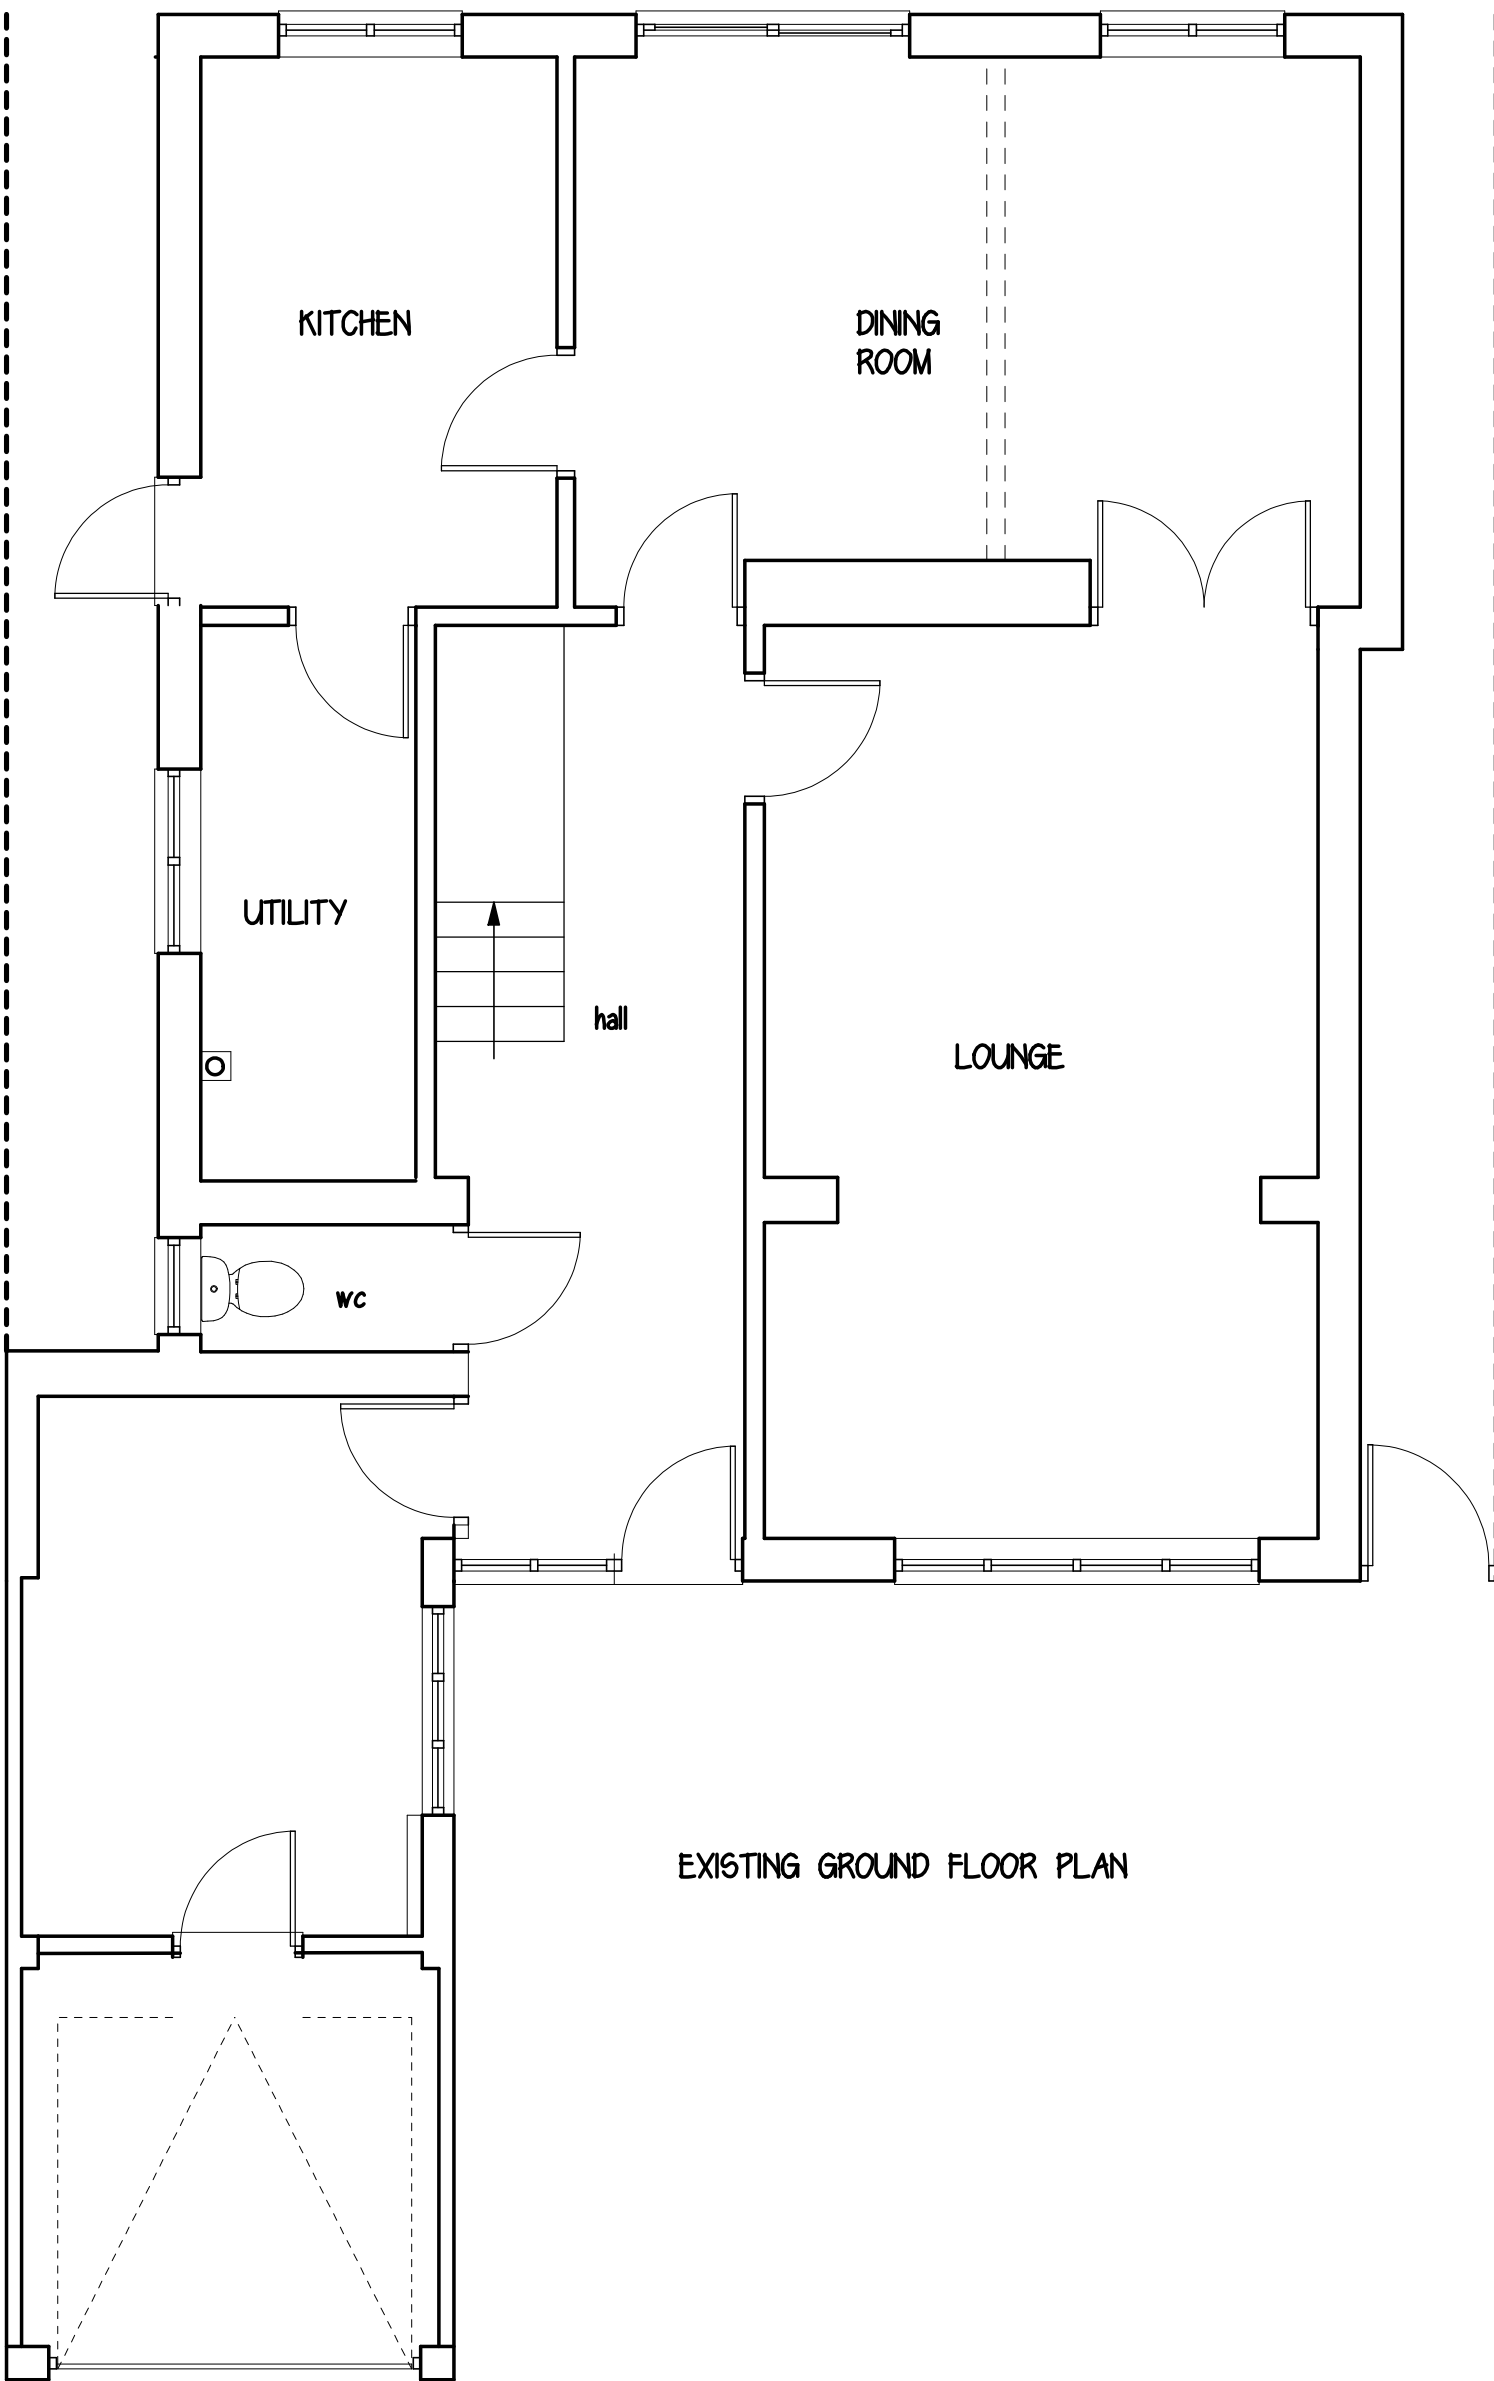 KITCHEN
DINING
ROOM
UTILITY
hall
LOUNGE
wc
EXISTING GROUND FLOOR PLAN